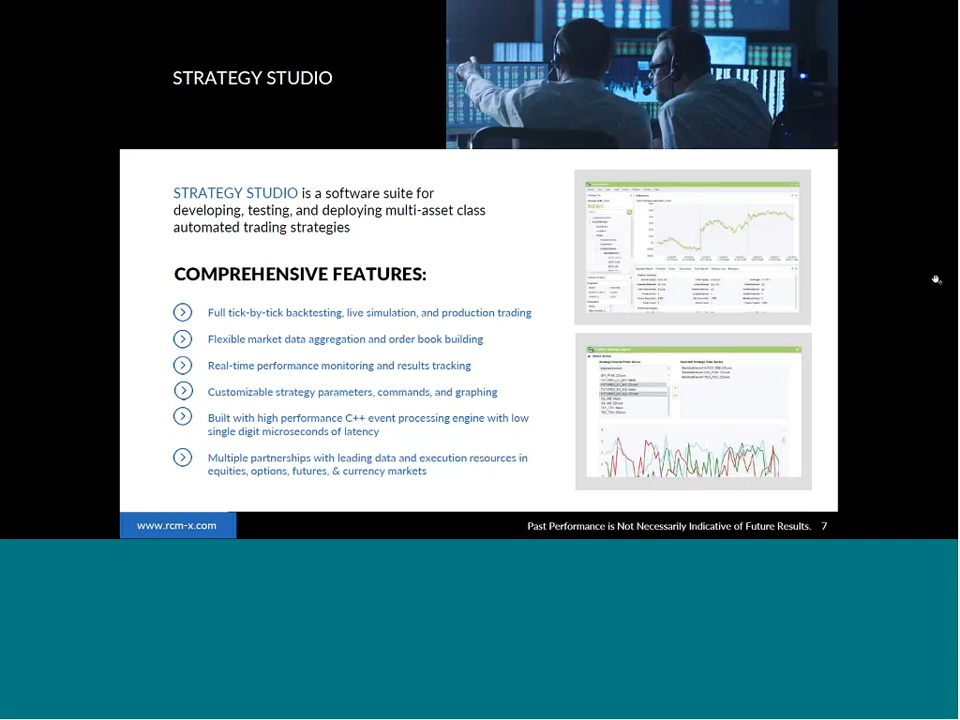 STRATEGY STUDIO
STRATEGY STUDIO is a software suite for
developing, testing, and deploying multi-asset class
automated trading strategies
COMPREHENSIVE FEATURES:
Full tick-by-tick backtesting, live simulation, and production trading
Flexible market data aggregation and order book building
Real-time performance monitoring and results tracking
Customizable strategy parameters, commands, and graphing
Built with high performance C++ event processing engine with low
single digit microseconds of latency
Multiple partnerships with leading data and execution resources in
equities, options, futures, & currency markets
www.rcm-x.com
Past Performance is Not Necessarily Indicative of Future Results. 7